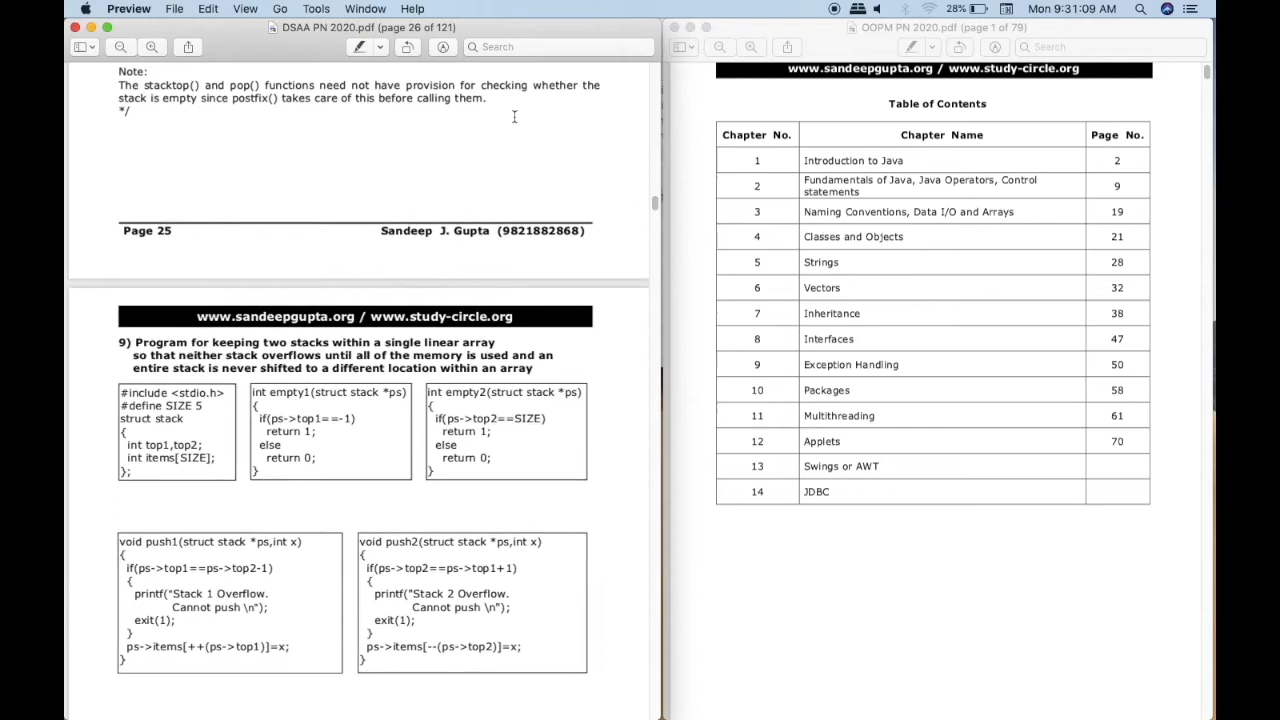 Preview File Edit View Go Tools Window Help 28% Mon 9:31:09 AM
DSAA PN 2020.pdf (page 26 of 121)
Search
Note:
The stacktop() and pop() functions need not have provision for checking whether the
stack is empty since postfix() takes care of this before calling them.
*/
Page 25 Sandeep J. Gupta (9821882868)
www.sandeepgupta.org / www.study-circle.org
9) Program for keeping two stacks within a single linear array
so that neither stack overflows until all of the memory is used and an
entire stack is never shifted to a different location within an array
#include <stdio.h>
#define SIZE 5
struct stack
{
int top1,top2;
int items[SIZE];
};
int empty1(struct stack *ps)
{
if(ps->top1==-1)
return 1;
else
return 0;
}
int empty2(struct stack *ps)
{
if(ps->top2==SIZE)
return 1;
else
return 0;
}
void push1(struct stack *ps,int x)
{
if(ps->top1==ps->top2-1)
{
printf("Stack 1 Overflow.
Cannot push \n");
exit(1);
}
ps->items[++(ps->top1)]=x;
}
void push2(struct stack *ps,int x)
{
if(ps->top2==ps->top1+1)
{
printf("Stack 2 Overflow.
Cannot push \n");
exit(1);
}
ps->items[--(ps->top2)]=x;
}
OOPM PN 2020.pdf (page 1 of 79)
Search
www.sandeepgupta.org / www.study-circle.org
Table of Contents
Chapter No. Chapter Name Page No.
1 Introduction to Java 2
2 Fundamentals of Java, Java Operators, Control
statements 9
3 Naming Conventions, Data I/O and Arrays 19
4 Classes and Objects 21
5 Strings 28
6 Vectors 32
7 Inheritance 38
8 Interfaces 47
9 Exception Handling 50
10 Packages 58
11 Multithreading 61
12 Applets 70
13 Swings or AWT
14 JDBC